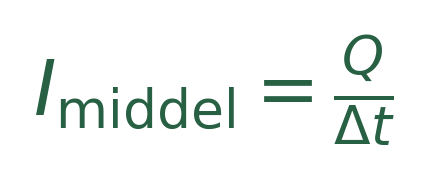 I_middel = Q/Δt